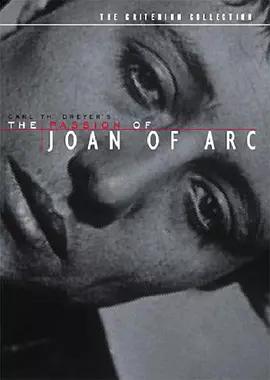 THE CRITERION COLLECTION
CARL TH. DREYER'S
THE PASSION OF
JOAN OF ARC